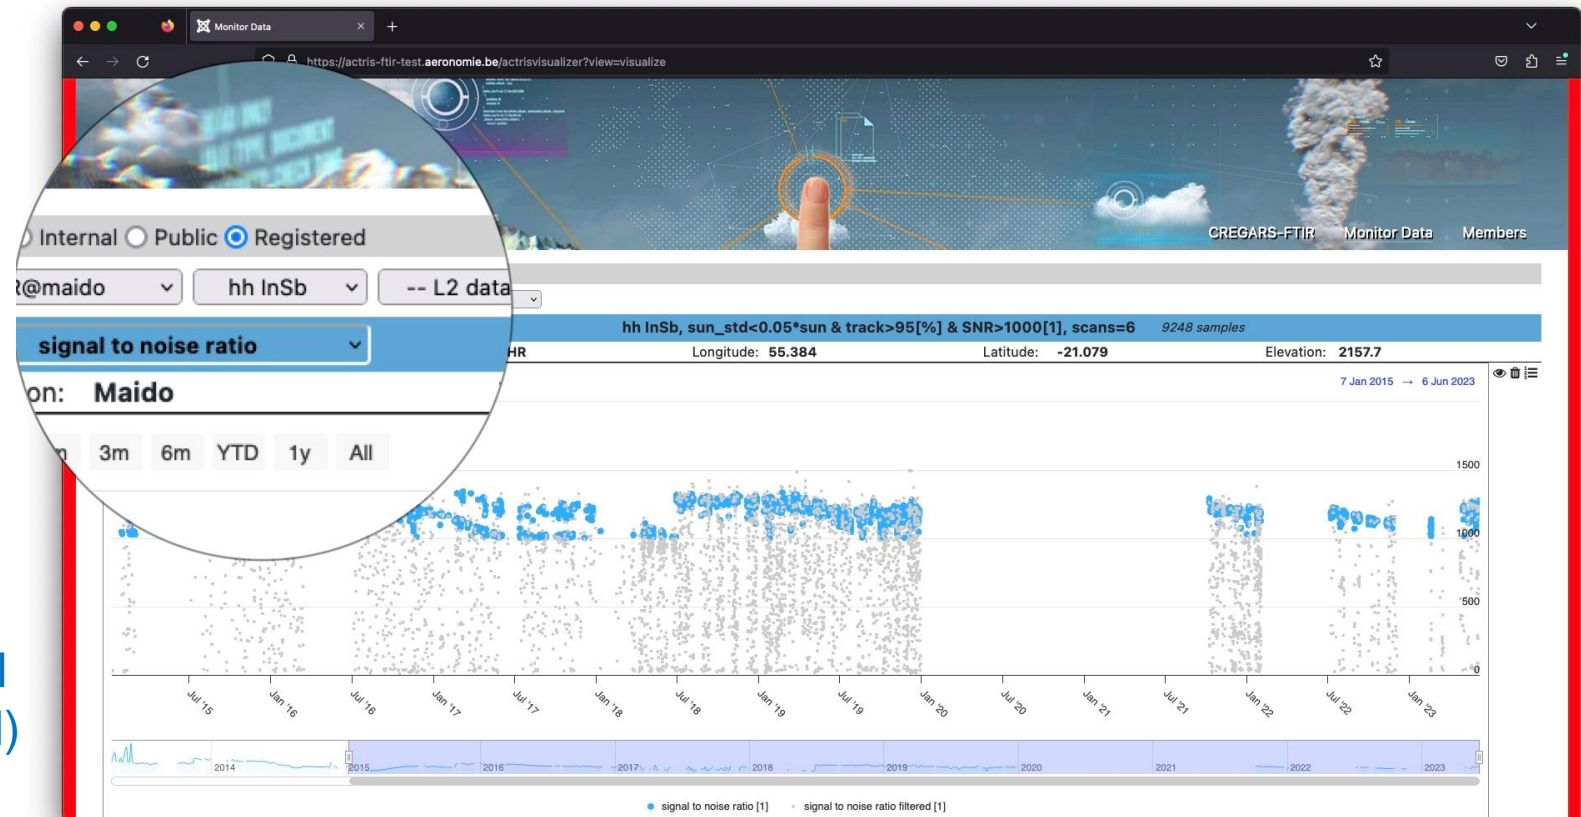 Monitor Data
https://actris-ftir-test.aeronomie.be/actrisvisualizer?view=visualize
CREGARS-FTIR Monitor Data Members
Internal Public Registered
@maido hh InSb -- L2 data
signal to noise ratio
hh InSb, sun_std<0.05*sun & track>95[%] & SNR>1000[1], scans=6 9248 samples
on: Maido
HR Longitude: 55.384 Latitude: -21.079 Elevation: 2157.7
3m 6m YTD 1y All
7 Jan 2015 → 6 Jun 2023
1500
1000
500
0
Jul '15 Jan '16 Jul '16 Jan '17 Jul '17 Jan '18 Jul '18 Jan '19 Jul '19 Jan '20 Jul '20 Jan '21 Jul '21 Jan '22 Jul '22 Jan '23
2014 2015 2016 2017 2018 2019 2020 2021 2022 2023
signal to noise ratio [1] signal to noise ratio filtered [1]